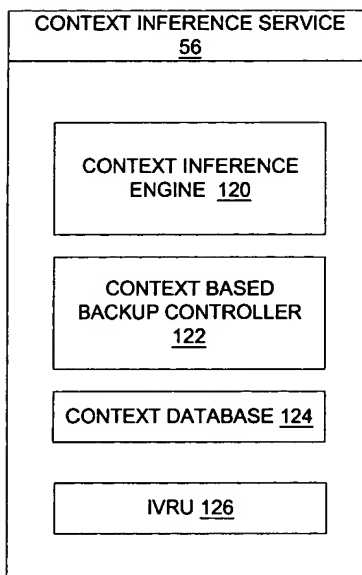 CONTEXT INFERENCE SERVICE
56
CONTEXT INFERENCE
ENGINE 120
CONTEXT BASED
BACKUP CONTROLLER
122
CONTEXT DATABASE 124
IVRU 126